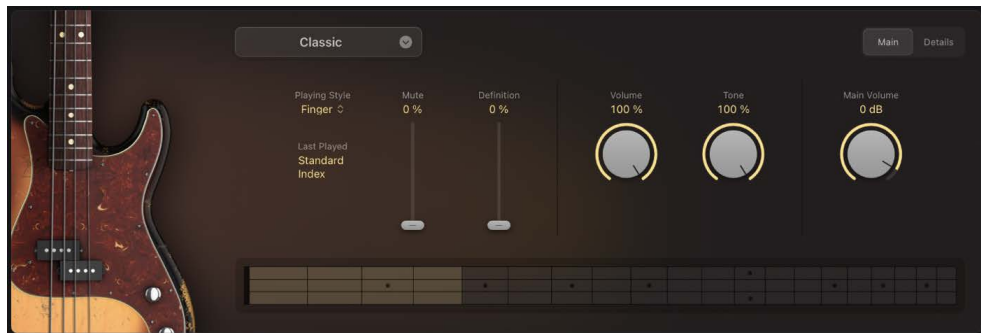 Classic
Main Details
Playing Style Mute Definition Volume Tone Main Volume
Finger 0 % 0 % 100 % 100 % 0 dB
Last Played
Standard
Index